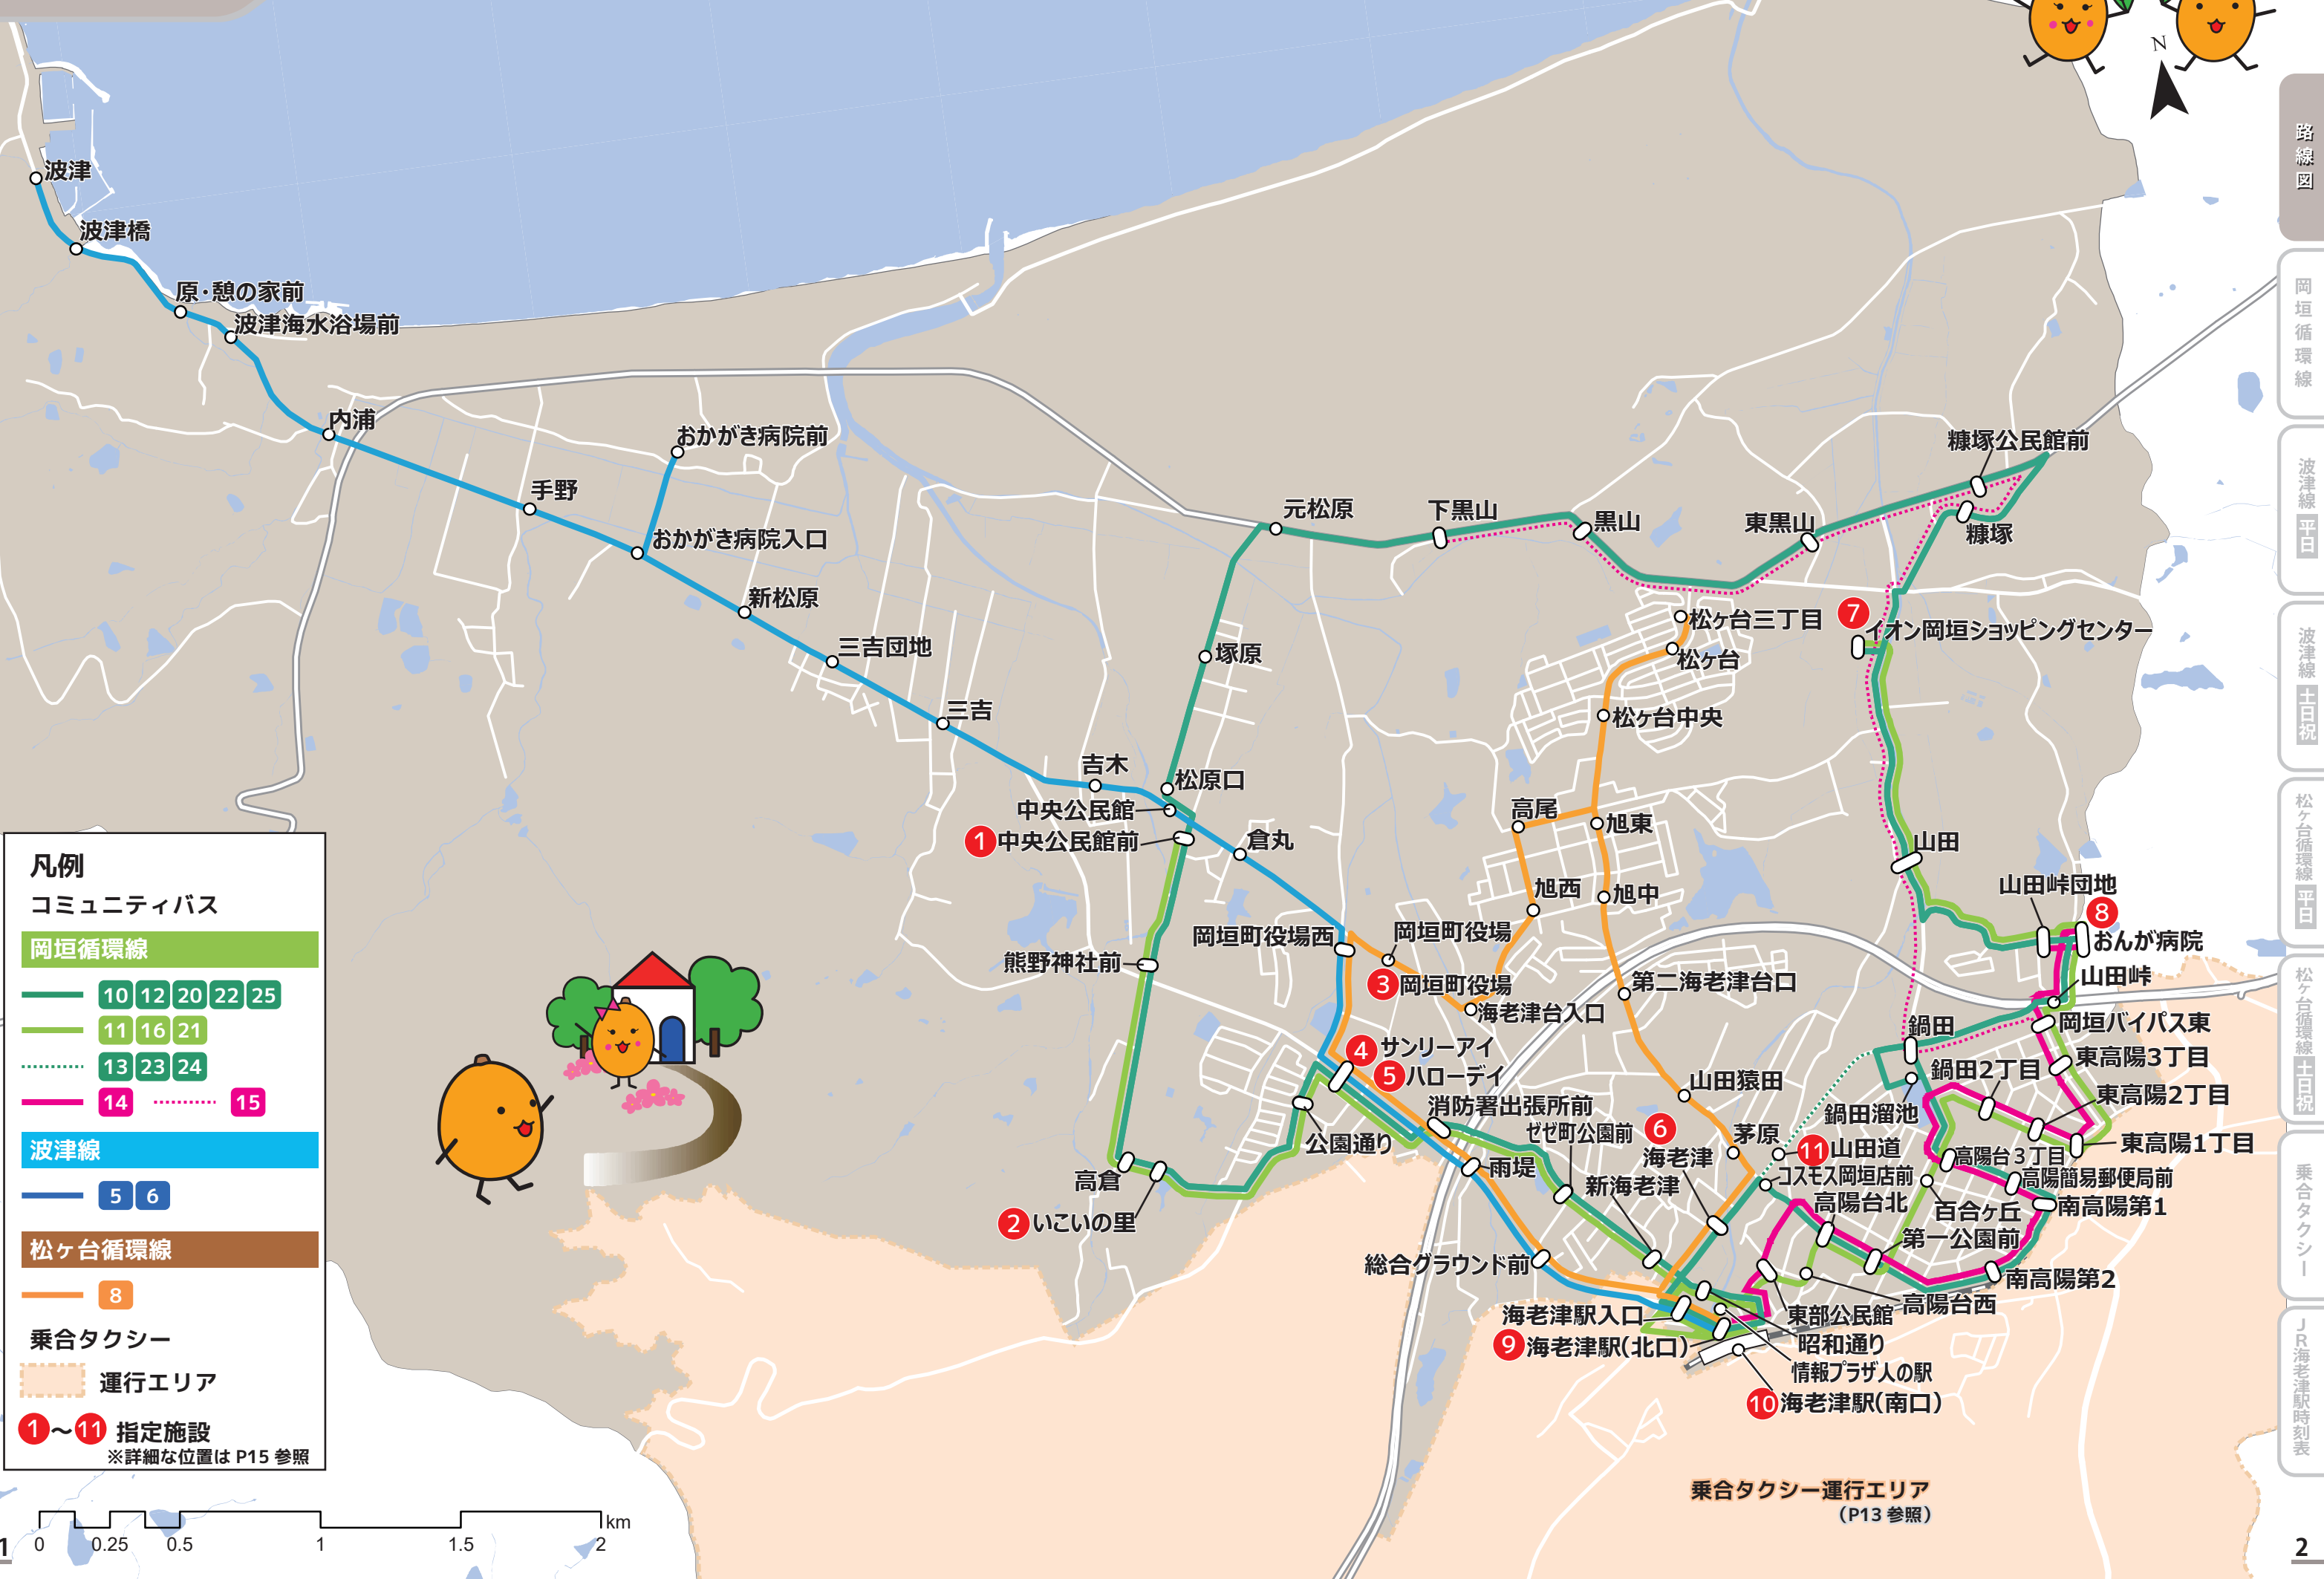 N
波津
波津橋
原・憩の家前
波津海水浴場前
内浦
おかがき病院前
手野
おかがき病院入口
新松原
三吉団地
三吉
吉木
松原口
中央公民館
1 中央公民館前
倉丸
塚原
元松原
下黒山
黒山
東黒山
糠塚公民館前
糠塚
松ヶ台三丁目
松ヶ台
松ヶ台中央
7
イオン岡垣ショッピングセンター
高尾
旭東
旭西
旭中
山田
山田峠団地
8
おんが病院
山田峠
岡垣町役場西
岡垣町役場
3 岡垣町役場
海老津台入口
第二海老津台口
熊野神社前
鍋田
岡垣バイパス東
東高陽3丁目
鍋田2丁目
東高陽2丁目
鍋田溜池
東高陽1丁目
4 サンリーアイ
5 ハローデイ
消防署出張所前
山田猿田
ゼゼ町公園前
6
海老津
茅原
11 山田道
コスモス岡垣店前
高陽台3丁目
高陽簡易郵便局前
公園通り
雨堤
新海老津
高陽台北
百合ヶ丘
南高陽第1
高倉
2 いこいの里
第一公園前
総合グラウンド前
南高陽第2
高陽台西
海老津駅入口
東部公民館
9 海老津駅(北口)
昭和通り
情報プラザ人の駅
10 海老津駅(南口)
乗合タクシー運行エリア
(P13 参照)
凡例
コミュニティバス
岡垣循環線
10 12 20 22 25
11 16 21
13 23 24
14 15
波津線
5 6
松ヶ台循環線
8
乗合タクシー
運行エリア
1〜11 指定施設
※詳細な位置は P15 参照
0 0.25 0.5 1 1.5 2 km
1
路線図
岡垣循環線
波津線 平日
波津線 土日祝
松ヶ台循環線 平日
松ヶ台循環線 土日祝
乗合タクシー
JR海老津駅時刻表
2